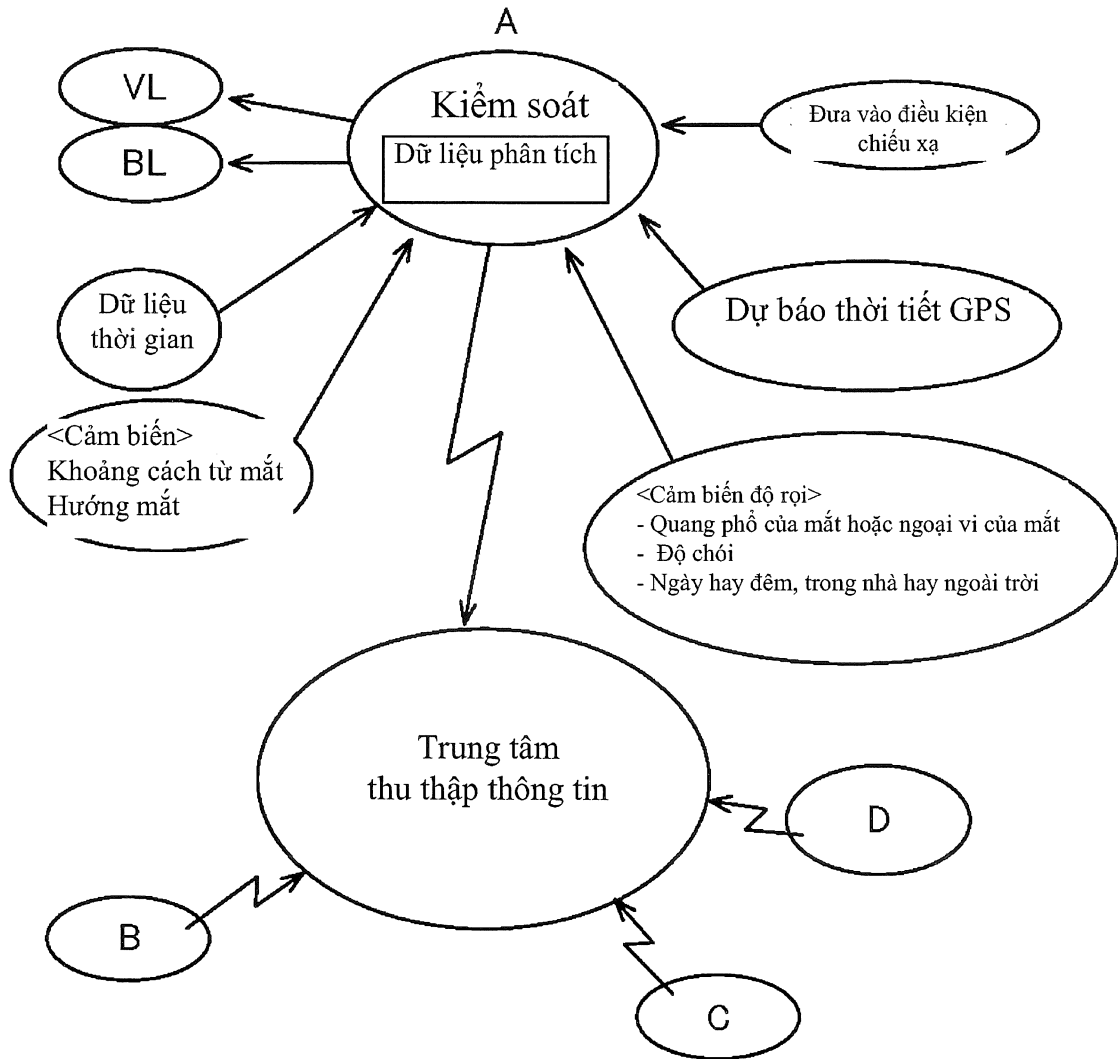 A
VL
BL
Kiểm soát
Dữ liệu phân tích
Đưa vào điều kiện
chiếu xạ
Dữ liệu
thời gian
Dự báo thời tiết GPS
<Cảm biến>
Khoảng cách từ mắt
Hướng mắt
<Cảm biến độ rọi>
- Quang phổ của mắt hoặc ngoại vi của mắt
- Độ chói
- Ngày hay đêm, trong nhà hay ngoài trời
Trung tâm
thu thập thông tin
D
B
C